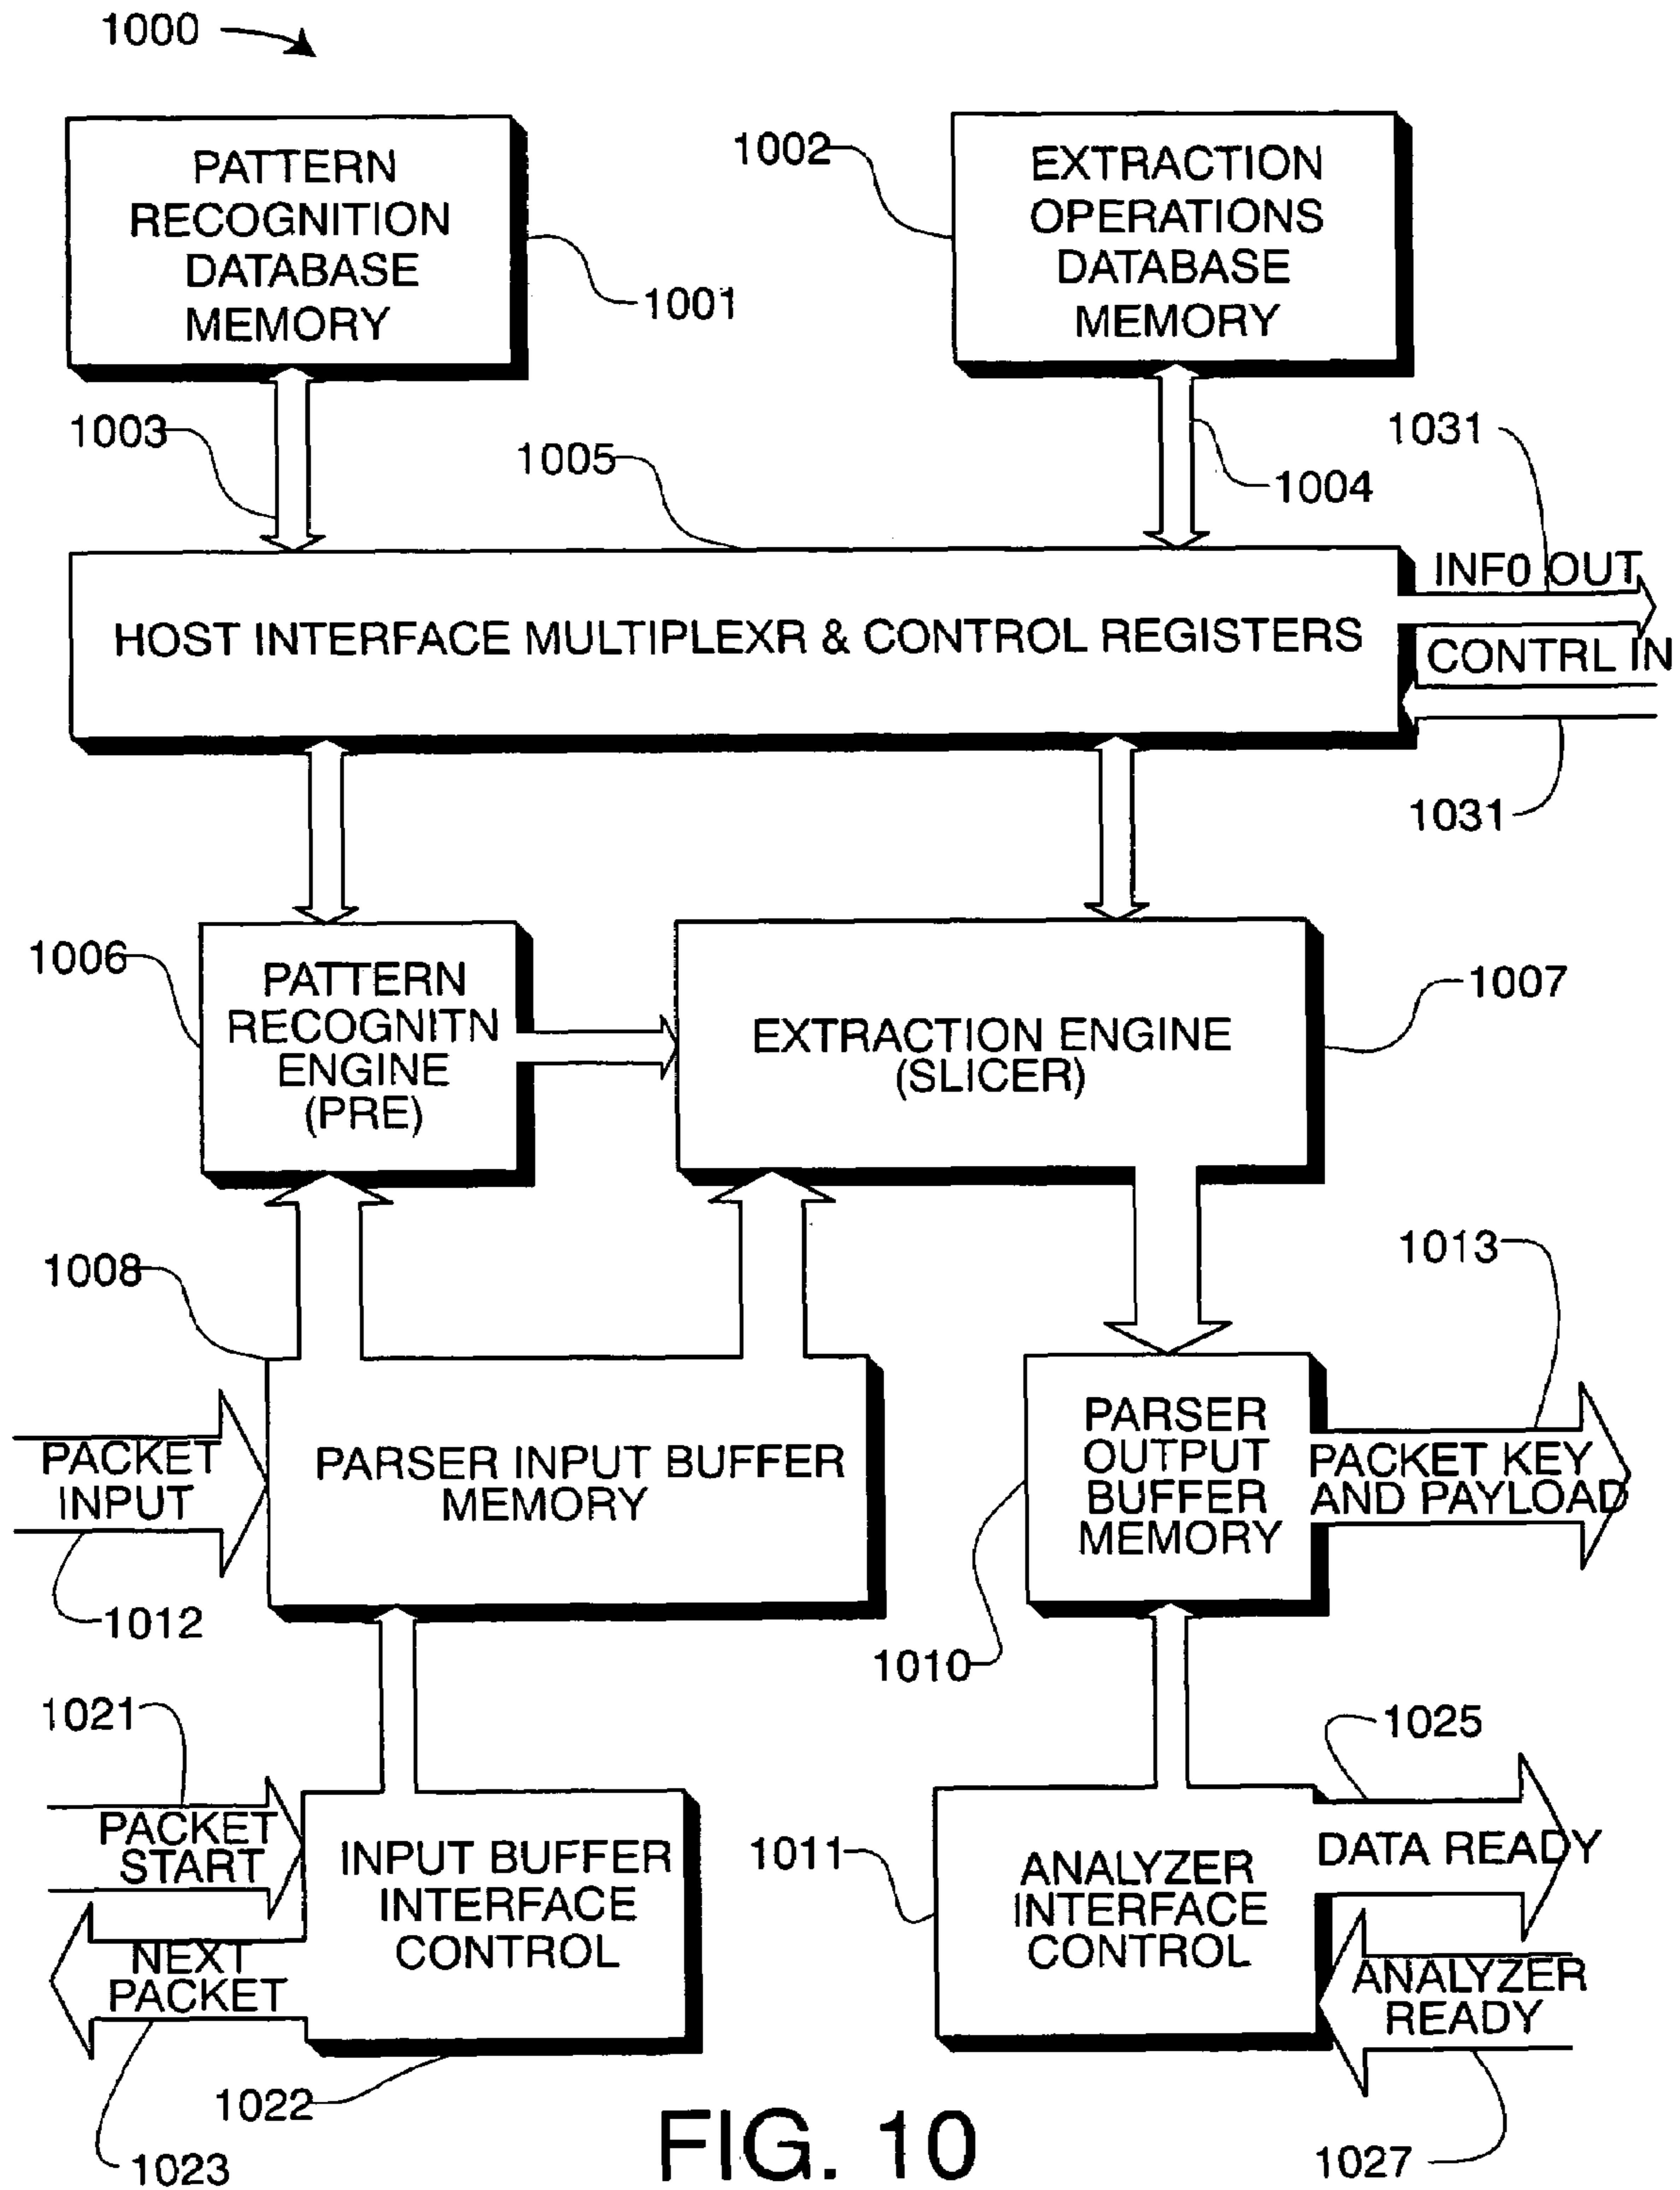 1000
PATTERN
RECOGNITION
DATABASE
MEMORY
1001
1002
EXTRACTION
OPERATIONS
DATABASE
MEMORY
1003
1005
1004
1031
INF0 OUT
HOST INTERFACE MULTIPLEXR & CONTROL REGISTERS
CONTRL IN
1031
1006
PATTERN
RECOGNITN
ENGINE
(PRE)
EXTRACTION ENGINE
(SLICER)
1007
1008
1013
PACKET
INPUT
PARSER INPUT BUFFER
MEMORY
PARSER
OUTPUT
BUFFER
MEMORY
PACKET KEY
AND PAYLOAD
1012
1010
1021
1025
PACKET
START
INPUT BUFFER
INTERFACE
CONTROL
1011
ANALYZER
INTERFACE
CONTROL
DATA READY
NEXT
PACKET
ANALYZER
READY
1022
1023
1027
FIG. 10